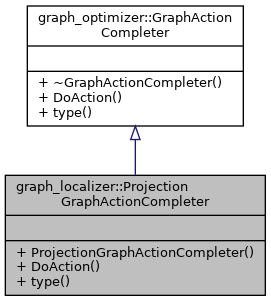 graph_optimizer::GraphAction
Completer
+ ~GraphActionCompleter()
+ DoAction()
+ type()
graph_localizer::Projection
GraphActionCompleter
+ ProjectionGraphActionCompleter()
+ DoAction()
+ type()